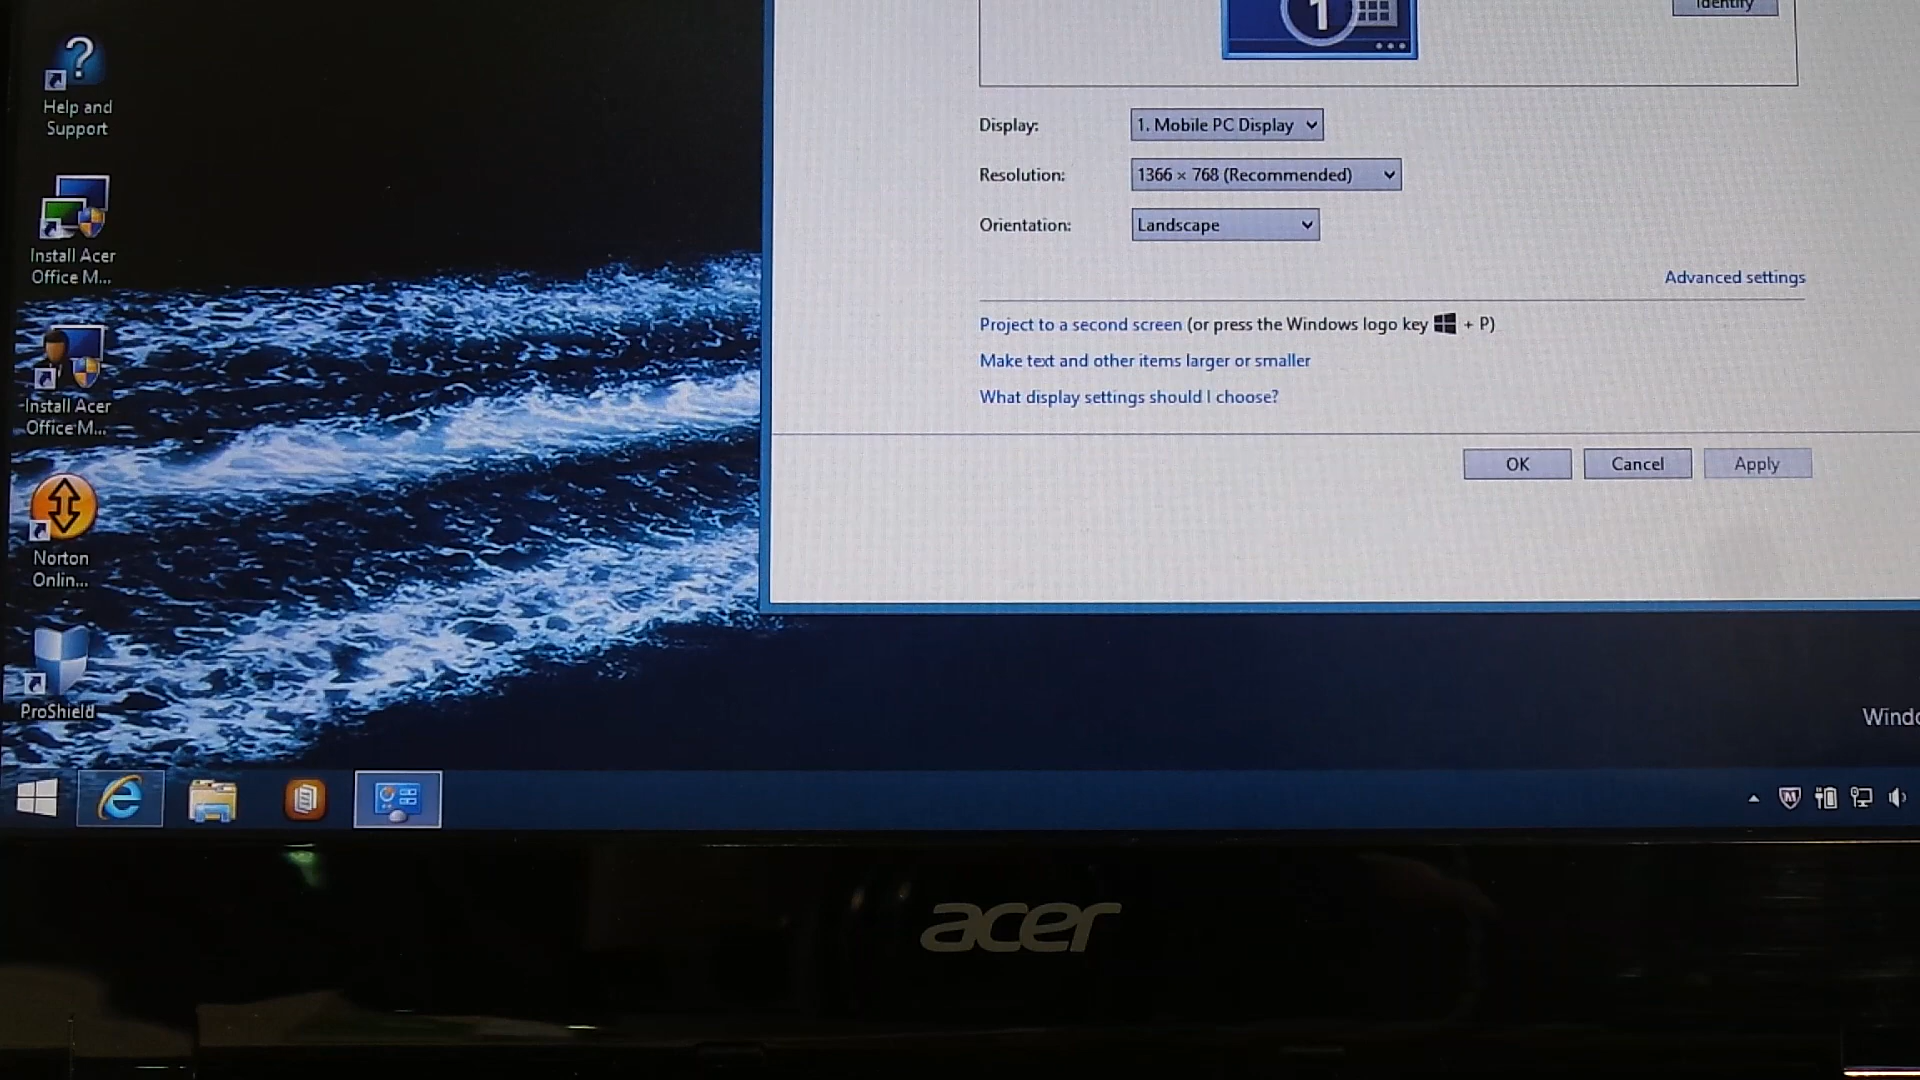 Help and
Support
Install Acer
Office M...
Install Acer
Office M...
Norton
Onlin...
ProShield
1
Identify
Display:
1. Mobile PC Display
Resolution:
1366 × 768 (Recommended)
Orientation:
Landscape
Advanced settings
Project to a second screen (or press the Windows logo key + P)
Make text and other items larger or smaller
What display settings should I choose?
OK
Cancel
Apply
Windo
acer